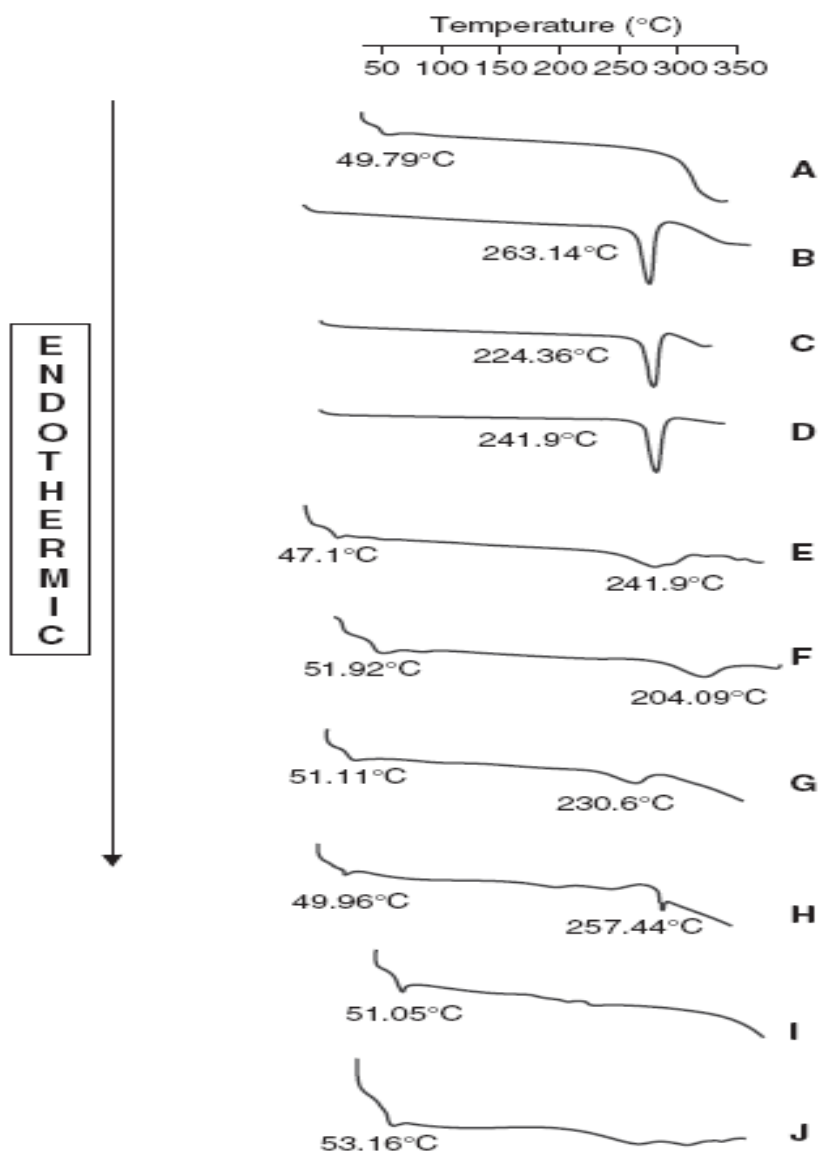 Temperature (°C)
50 100 150 200 250 300 350
49.79°C
A
263.14°C
B
224.36°C
C
241.9°C
D
ENDOTHERMIC
47.1°C
241.9°C
E
51.92°C
204.09°C
F
51.11°C
230.6°C
G
49.96°C
257.44°C
H
51.05°C
I
53.16°C
J